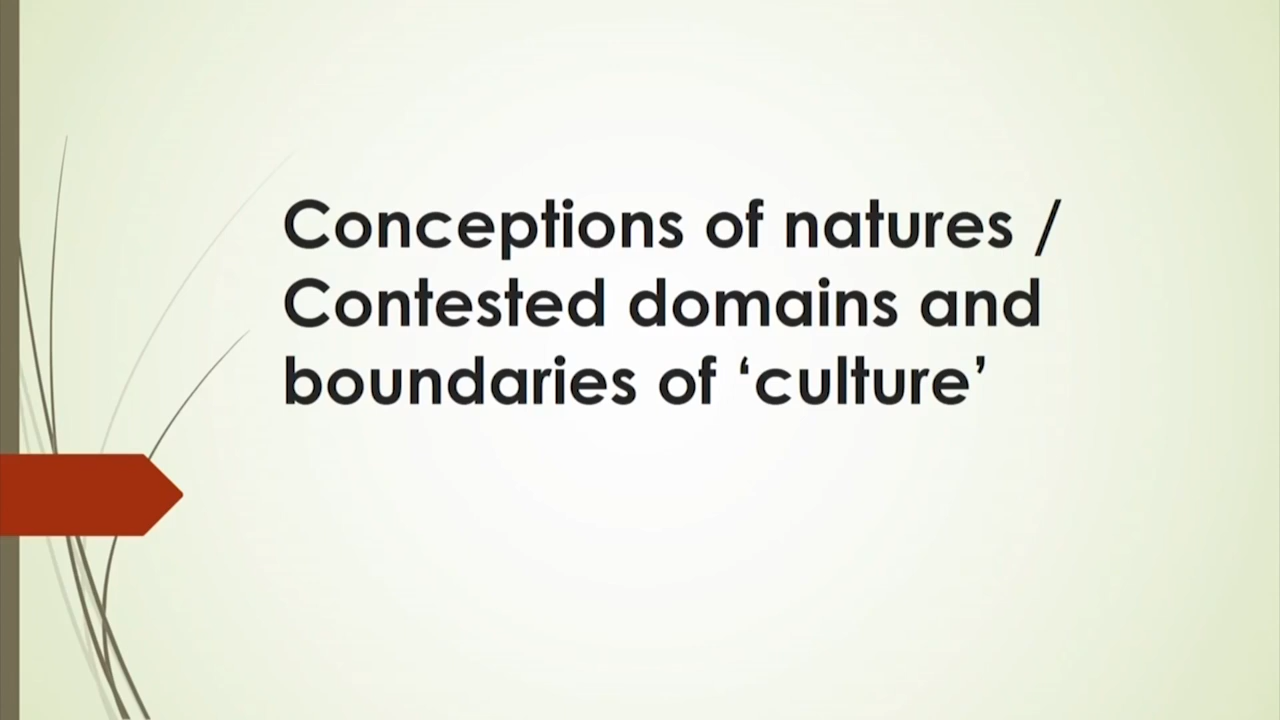 Conceptions of natures /
Contested domains and
boundaries of ‘culture’